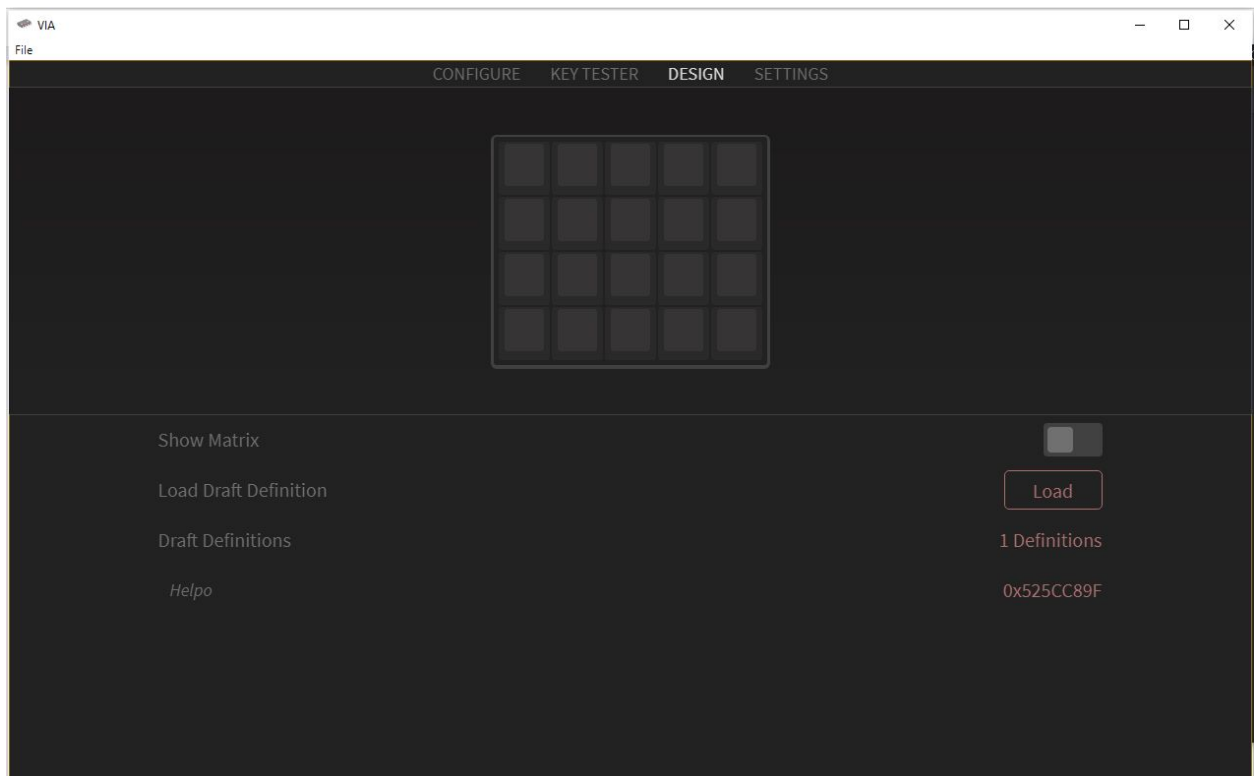 VIA
File
CONFIGURE KEY TESTER DESIGN SETTINGS
Show Matrix
Load Draft Definition Load
Draft Definitions 1 Definitions
Helpo 0x525CC89F